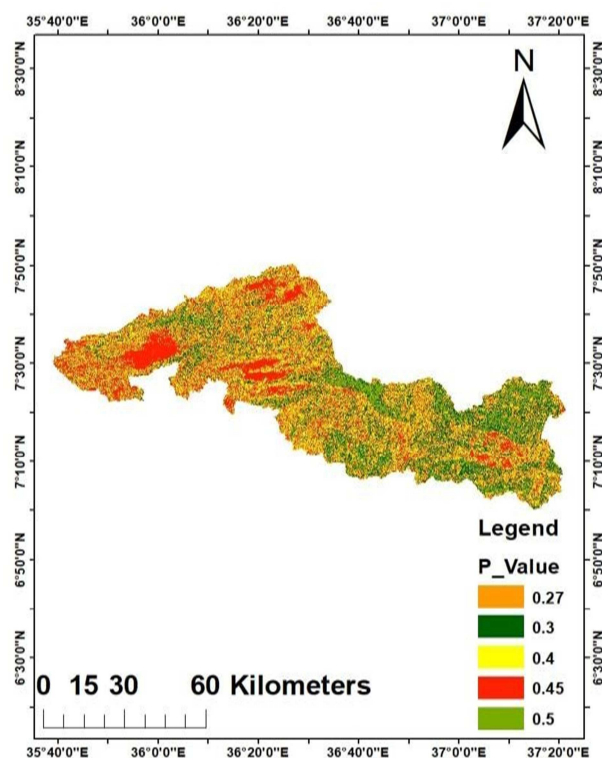 35°40'0"E 36°0'0"E 36°20'0"E 36°40'0"E 37°0'0"E 37°20'0"E
N
8°30'0"N 8°30'0"N
8°10'0"N 8°10'0"N
7°50'0"N 7°50'0"N
7°30'0"N 7°30'0"N
7°10'0"N 7°10'0"N
6°50'0"N 6°50'0"N
6°30'0"N 6°30'0"N
Legend
P_Value
0.27
0.3
0.4
0.45
0.5
0 15 30 60 Kilometers
35°40'0"E 36°0'0"E 36°20'0"E 36°40'0"E 37°0'0"E 37°20'0"E